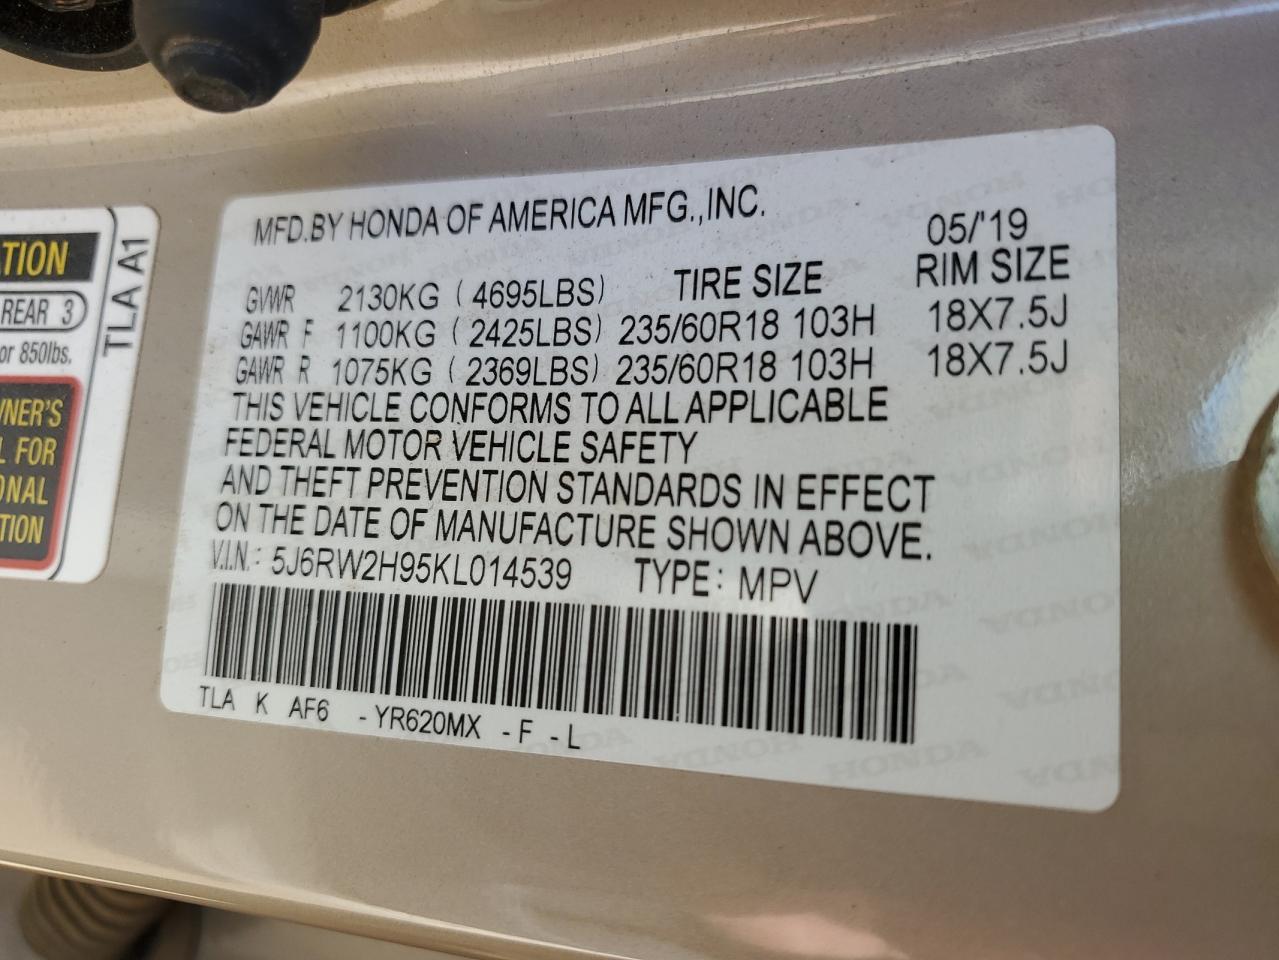 TION
REAR 3
or 850lbs.
NER'S
L FOR
ONAL
TION
TLA A1
MFD.BY HONDA OF AMERICA MFG.,INC.
05/'19
GVWR 2130KG (4695LBS) TIRE SIZE RIM SIZE
GAWR F 1100KG (2425LBS) 235/60R18 103H 18X7.5J
GAWR R 1075KG (2369LBS) 235/60R18 103H 18X7.5J
THIS VEHICLE CONFORMS TO ALL APPLICABLE
FEDERAL MOTOR VEHICLE SAFETY
AND THEFT PREVENTION STANDARDS IN EFFECT
ON THE DATE OF MANUFACTURE SHOWN ABOVE.
V.I.N.: 5J6RW2H95KL014539 TYPE: MPV
TLA K AF6 -YR620MX -F -L